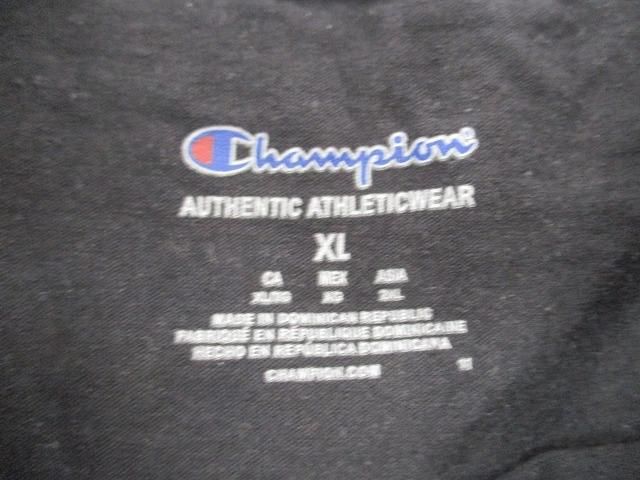 Champion
AUTHENTIC ATHLETICWEAR
XL
CA MEX ASIA
XL/XG XG 2XL
MADE IN DOMINICAN REPUBLIC
FABRIQUÉ EN RÉPUBLIQUE DOMINICAINE
HECHO EN REPÚBLICA DOMINICANA
CHAMPION.COM